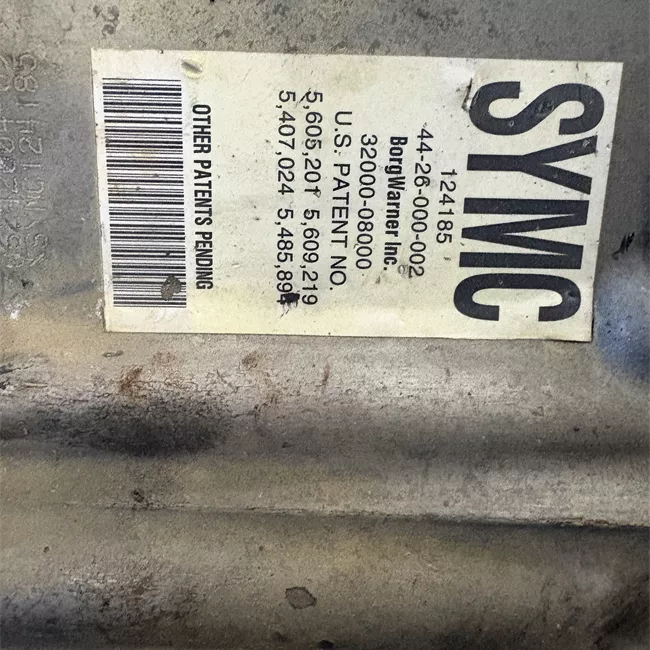 SYMC
124185
44-26-000-002
BorgWarner Inc.
32000-08000
U.S. PATENT NO.
5,605,201 5,609,219
5,407,024 5,485,894
OTHER PATENTS PENDING